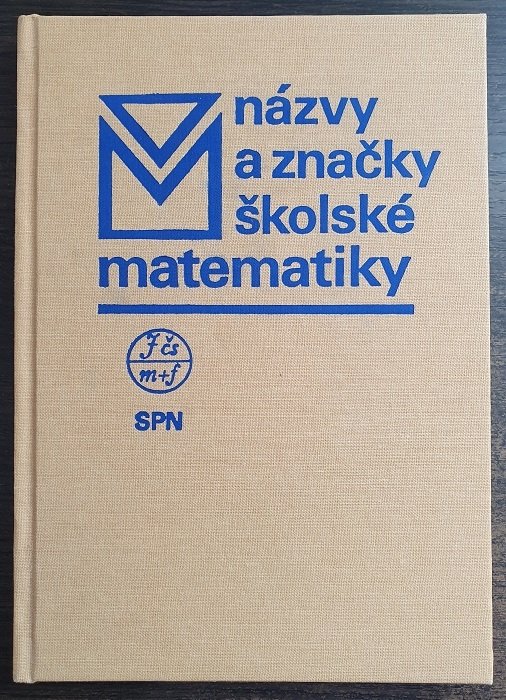 názvy
a značky
školské
matematiky
J čs
m+f
SPN